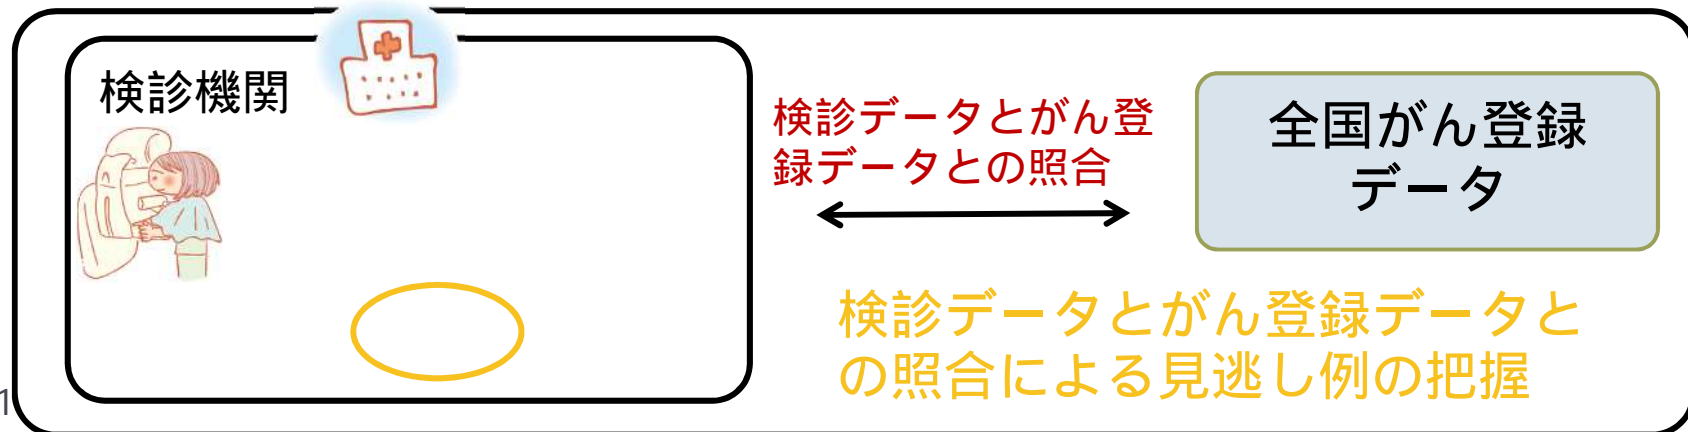 検診機関
検診データとがん登
録データとの照合
全国がん登録
データ
検診データとがん登録データと
の照合による見逃し例の把握
1